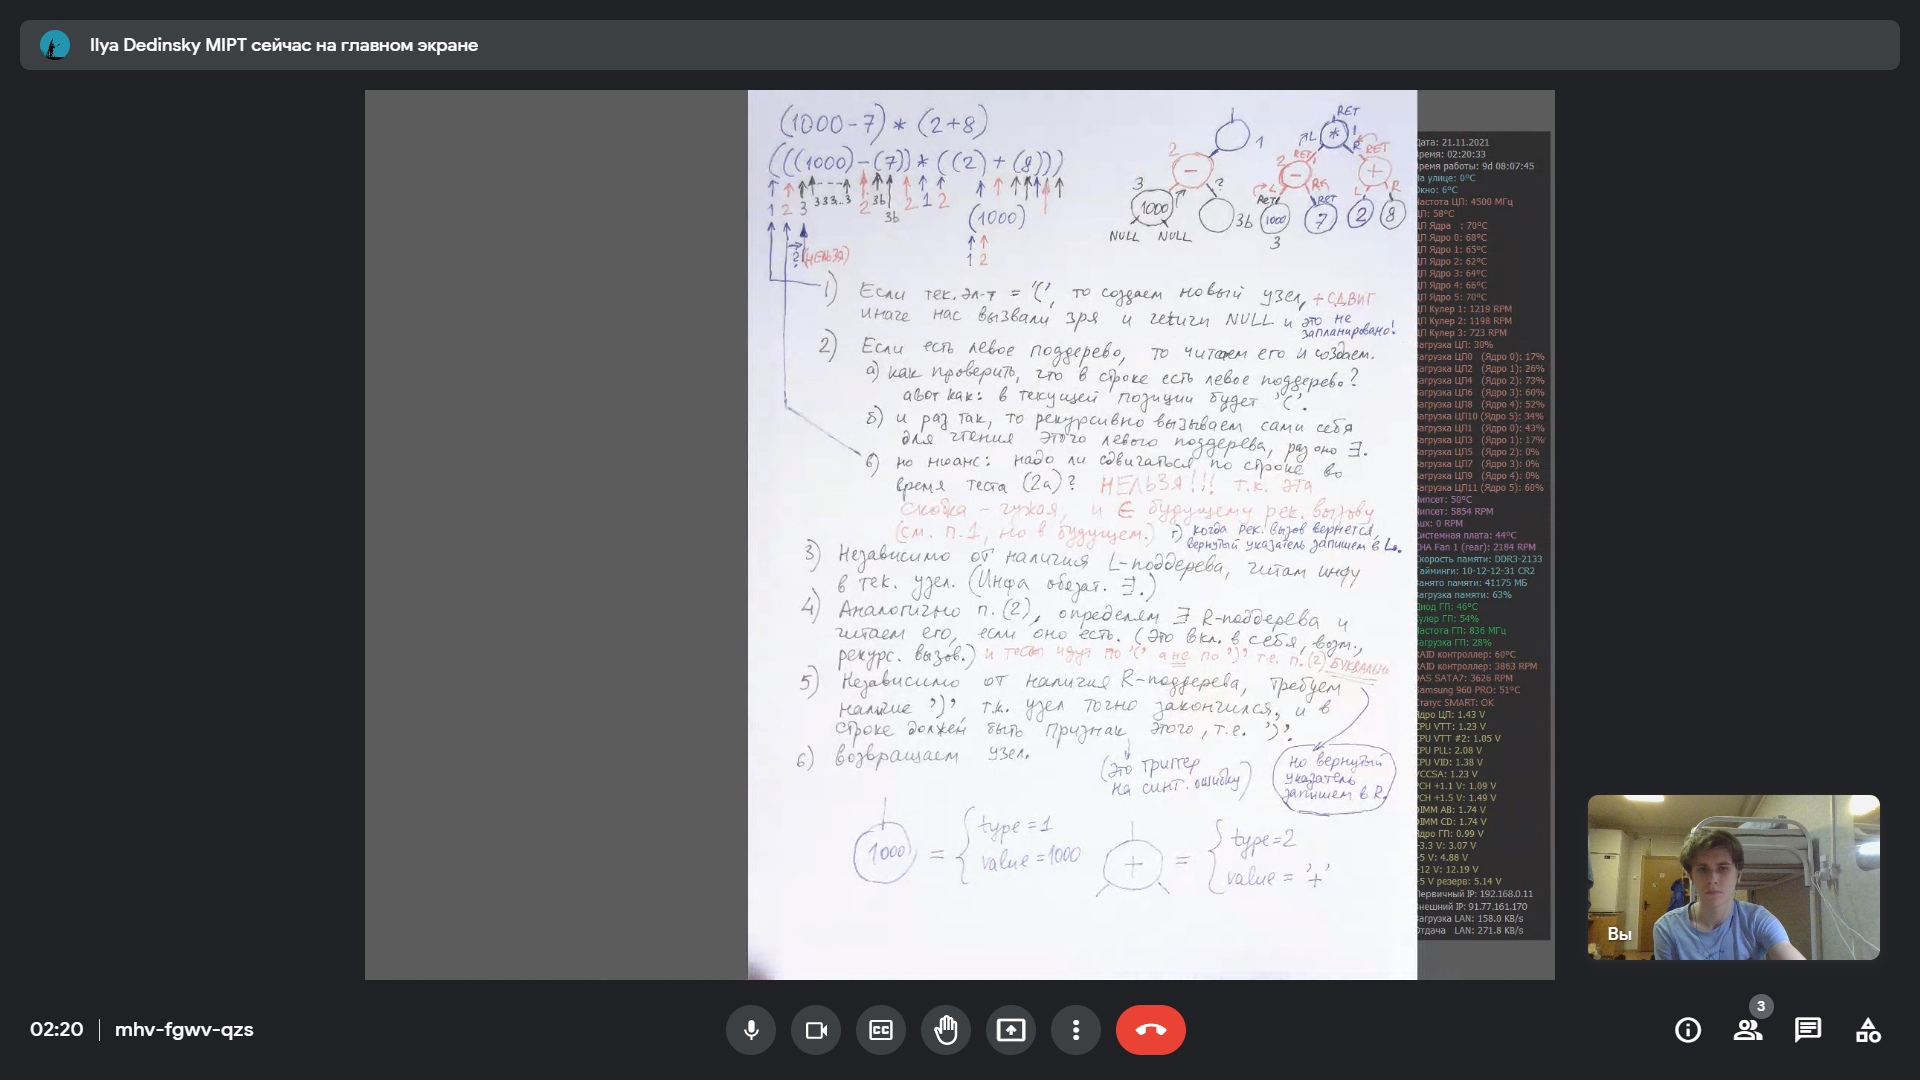 Ilya Dedinsky MIPT сейчас на главном экране
(1000-7)*(2+8)
(((1000)-(7))*((2)+(8)))
1 2 3 3 3 3..3 2 3b 3b 2 1 2
(1000)
1 2
? (НЕЛЬЗЯ)
1
2
-
3
1000
?
3b
NULL NULL
RET
L * R
2 RET - RET +
L R L R
RET 1000 RET 7 2 8
3
1) Если тек. эл-т = '(', то создаем новый узел, + СДВИГ
иначе нас вызвали зря и return NULL и это не
запланировано!
2) Если есть левое поддерево, то читаем его и создаем.
а) как проверить, что в строке есть левое поддерево?
а вот как: в текущей позиции будет '('.
б) и раз так, то рекурсивно вызываем сами себя
для чтения этого левого поддерева, раз оно ∃.
в) но нюанс: надо ли сдвигаться по строке во
время теста (2а)? НЕЛЬЗЯ!!! т.к. эта
скобка - чужая, и ∈ будущему рек. вызову
(см. п.1, но в будущем.) г) когда рек. вызов вернется,
вернутый указатель запишем в L.
3) Независимо от наличия L-поддерева, читам инфу
в тек. узел. (Инфа обязат. ∃.)
4) Аналогично п.(2), определям ∃ R-поддерева и
читаем его, если оно есть. (Это вкл. в себя, возм.,
рекурс. вызов.) и тесты идут по '(' а не по ')' т.е. п.(2) БУКВАЛЬНО
5) Независимо от наличия R-поддерева, требуем
наличие ')', т.к. узел точно закончился, и в
строке должен быть признак этого, т.е. ')'.
6) возвращаем узел.
(это триггер
на синт. ошибку)
но вернутый
указатель
запишем в R.
1000 = { type = 1
value = 1000
+ = { type = 2
value = '+'
Дата: 21.11.2021
Время: 02:20:33
Время работы: 9d 08:07:45
На улице: 0°C
Окно: 6°C
Частота ЦП: 4500 МГц
ЦП: 58°C
ЦП Ядра : 70°C
ЦП Ядро 0: 68°C
ЦП Ядро 1: 65°C
ЦП Ядро 2: 62°C
ЦП Ядро 3: 64°C
ЦП Ядро 4: 66°C
ЦП Ядро 5: 70°C
ЦП Кулер 1: 1219 RPM
ЦП Кулер 2: 1198 RPM
ЦП Кулер 3: 723 RPM
Загрузка ЦП: 30%
Загрузка ЦП0 (Ядро 0): 17%
Загрузка ЦП2 (Ядро 1): 26%
Загрузка ЦП4 (Ядро 2): 73%
Загрузка ЦП6 (Ядро 3): 60%
Загрузка ЦП8 (Ядро 4): 52%
Загрузка ЦП10 (Ядро 5): 34%
Загрузка ЦП1 (Ядро 0): 43%
Загрузка ЦП3 (Ядро 1): 17%
Загрузка ЦП5 (Ядро 2): 0%
Загрузка ЦП7 (Ядро 3): 0%
Загрузка ЦП9 (Ядро 4): 0%
Загрузка ЦП11 (Ядро 5): 60%
Чипсет: 50°C
Чипсет: 5854 RPM
Aux: 0 RPM
Системная плата: 44°C
CHA Fan 1 (rear): 2184 RPM
Скорость памяти: DDR3-2133
Тайминги: 10-12-12-31 CR2
Занято памяти: 41175 МБ
Загрузка памяти: 63%
Диод ГП: 46°C
Кулер ГП: 54%
Частота ГП: 836 МГц
Загрузка ГП: 28%
RAID контроллер: 60°C
RAID контроллер: 3863 RPM
DAS SATA7: 3626 RPM
Samsung 960 PRO: 51°C
Статус SMART: OK
Ядро ЦП: 1.43 V
CPU VTT: 1.23 V
CPU VTT #2: 1.05 V
CPU PLL: 2.08 V
CPU VID: 1.38 V
VCCSA: 1.23 V
PCH +1.1 V: 1.09 V
PCH +1.5 V: 1.49 V
DIMM AB: 1.74 V
DIMM CD: 1.74 V
Ядро ГП: 0.99 V
+3.3 V: 3.07 V
+5 V: 4.88 V
+12 V: 12.19 V
+5 V резерв: 5.14 V
Первичный IP: 192.168.0.11
Внешний IP: 91.77.161.170
Загрузка LAN: 158.0 KB/s
Отдача LAN: 271.8 KB/s
Вы
02:20 | mhv-fgwv-qzs
CC
3